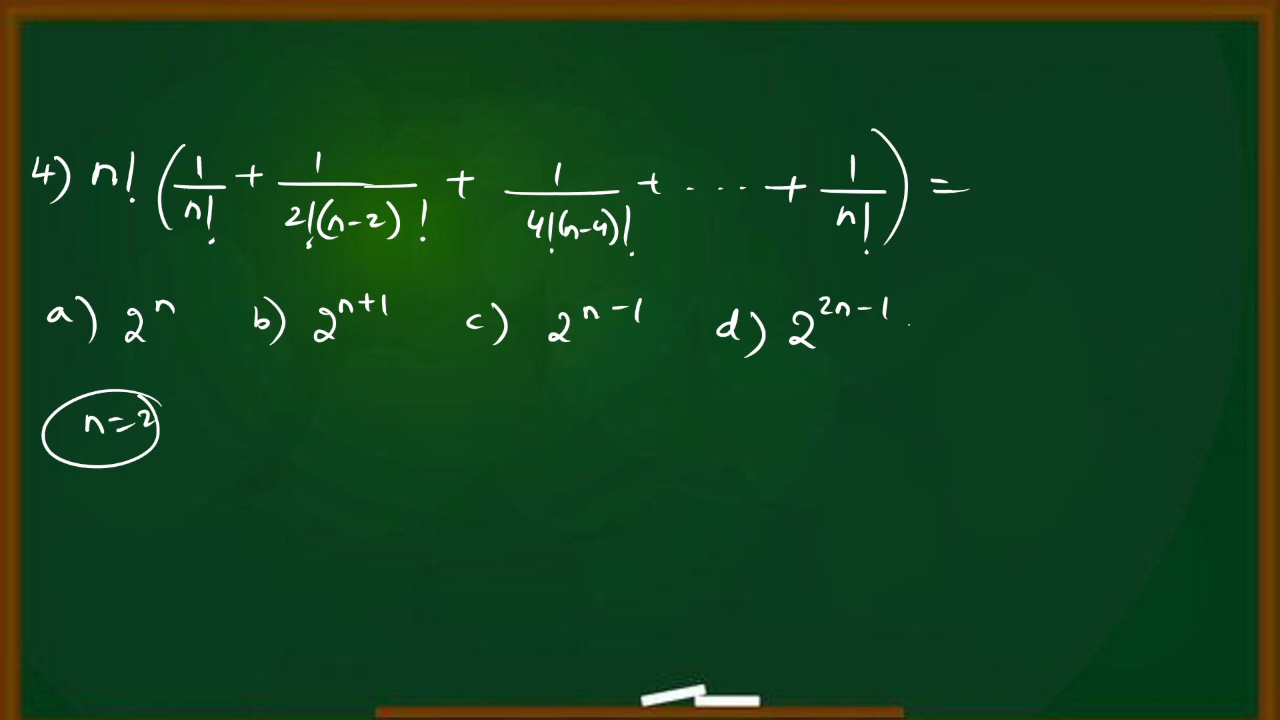 4) n! (1/n! + 1/2!(n-2)! + 1/4!(n-4)! + .... + 1/n!) =
a) 2^n b) 2^(n+1) c) 2^(n-1) d) 2^(2n-1).
n=2